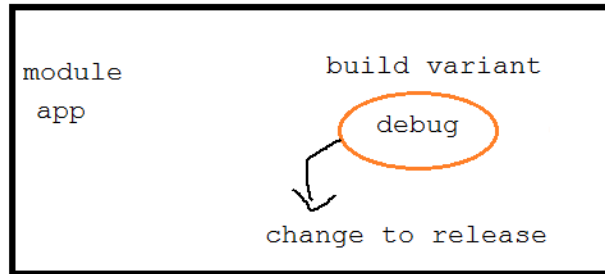 module
app
build variant
debug
change to release